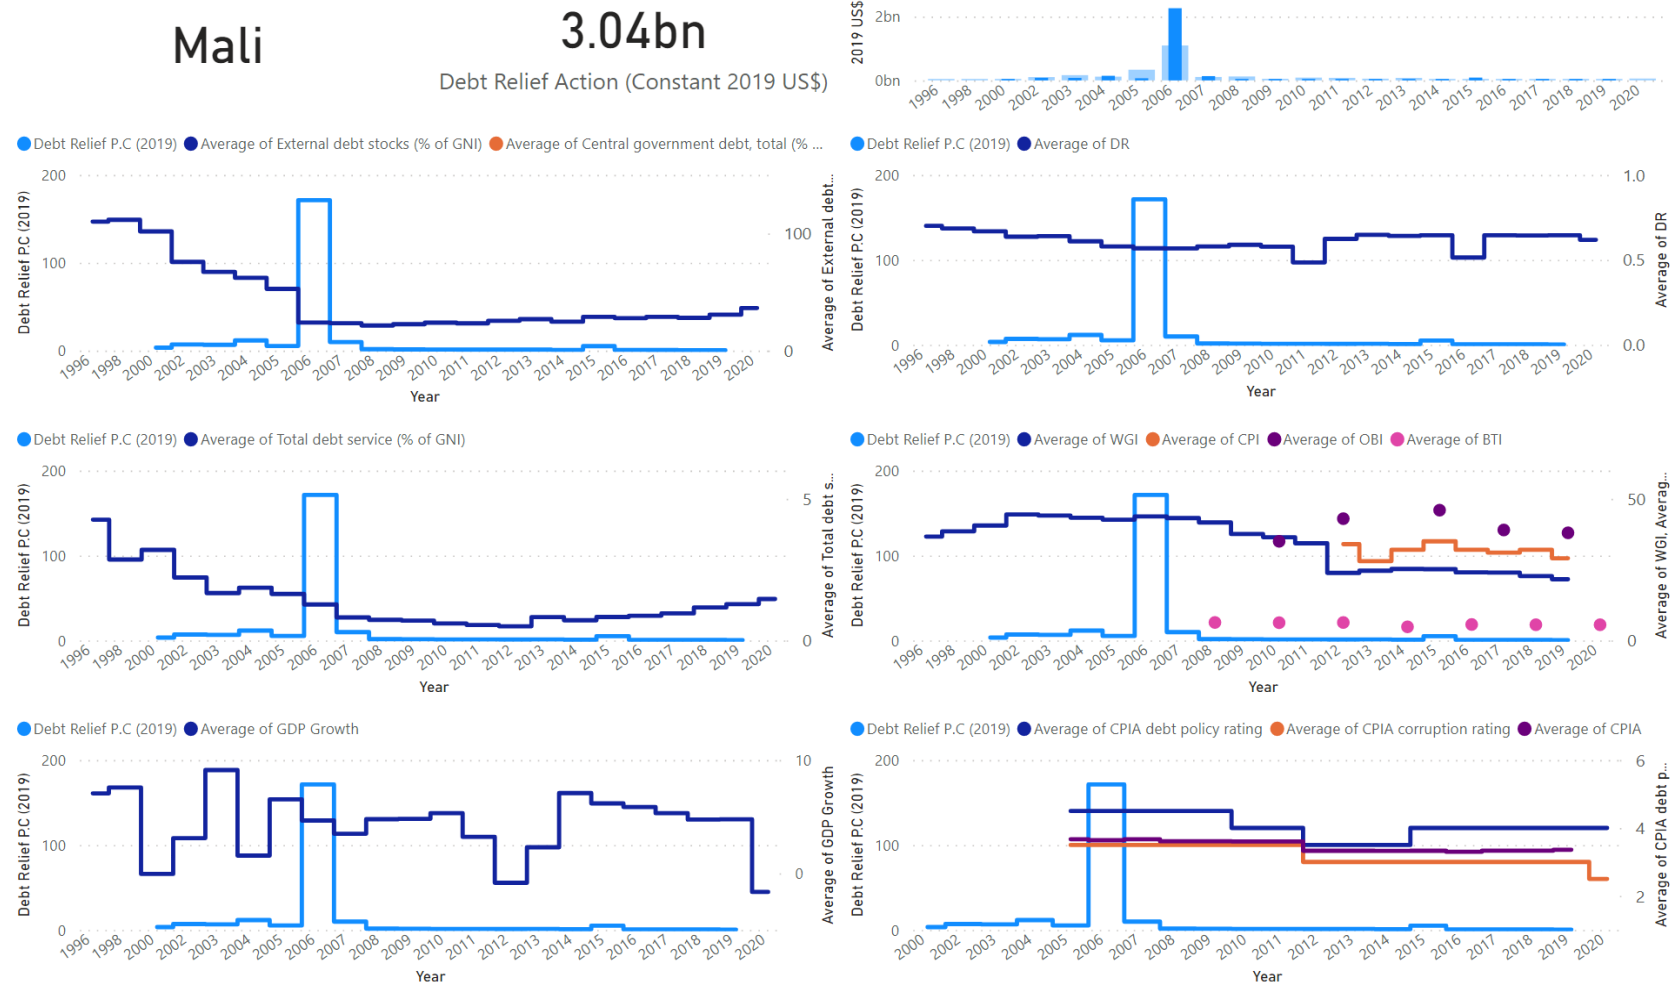 Mali
3.04bn
Debt Relief Action (Constant 2019 US$)
2019 US$
2bn
0bn
1996 1998 2000 2002 2003 2004 2005 2006 2007 2008 2009 2010 2011 2012 2013 2014 2015 2016 2017 2018 2019 2020
Debt Relief P.C (2019) Average of External debt stocks (% of GNI) Average of Central government debt, total (% ...
Debt Relief P.C (2019)
200
100
0
100
0
Average of External debt...
1996 1998 2000 2002 2003 2004 2005 2006 2007 2008 2009 2010 2011 2012 2013 2014 2015 2016 2017 2018 2019 2020
Year
Debt Relief P.C (2019) Average of DR
Debt Relief P.C (2019)
200
100
0
1.0
0.5
0.0
Average of DR
1996 1998 2000 2002 2003 2004 2005 2006 2007 2008 2009 2010 2011 2012 2013 2014 2015 2016 2017 2018 2019 2020
Year
Debt Relief P.C (2019) Average of Total debt service (% of GNI)
Debt Relief P.C (2019)
200
100
0
5
0
Average of Total debt s...
1996 1998 2000 2002 2003 2004 2005 2006 2007 2008 2009 2010 2011 2012 2013 2014 2015 2016 2017 2018 2019 2020
Year
Debt Relief P.C (2019) Average of WGI Average of CPI Average of OBI Average of BTI
Debt Relief P.C (2019)
200
100
0
50
0
Average of WGI, Averag...
1996 1998 2000 2002 2003 2004 2005 2006 2007 2008 2009 2010 2011 2012 2013 2014 2015 2016 2017 2018 2019 2020
Year
Debt Relief P.C (2019) Average of GDP Growth
Debt Relief P.C (2019)
200
100
0
10
0
Average of GDP Growth
1996 1998 2000 2002 2003 2004 2005 2006 2007 2008 2009 2010 2011 2012 2013 2014 2015 2016 2017 2018 2019 2020
Year
Debt Relief P.C (2019) Average of CPIA debt policy rating Average of CPIA corruption rating Average of CPIA
Debt Relief P.C (2019)
200
100
0
6
4
2
Average of CPIA debt p...
2000 2002 2003 2004 2005 2006 2007 2008 2009 2010 2011 2012 2013 2014 2015 2016 2017 2018 2019 2020
Year